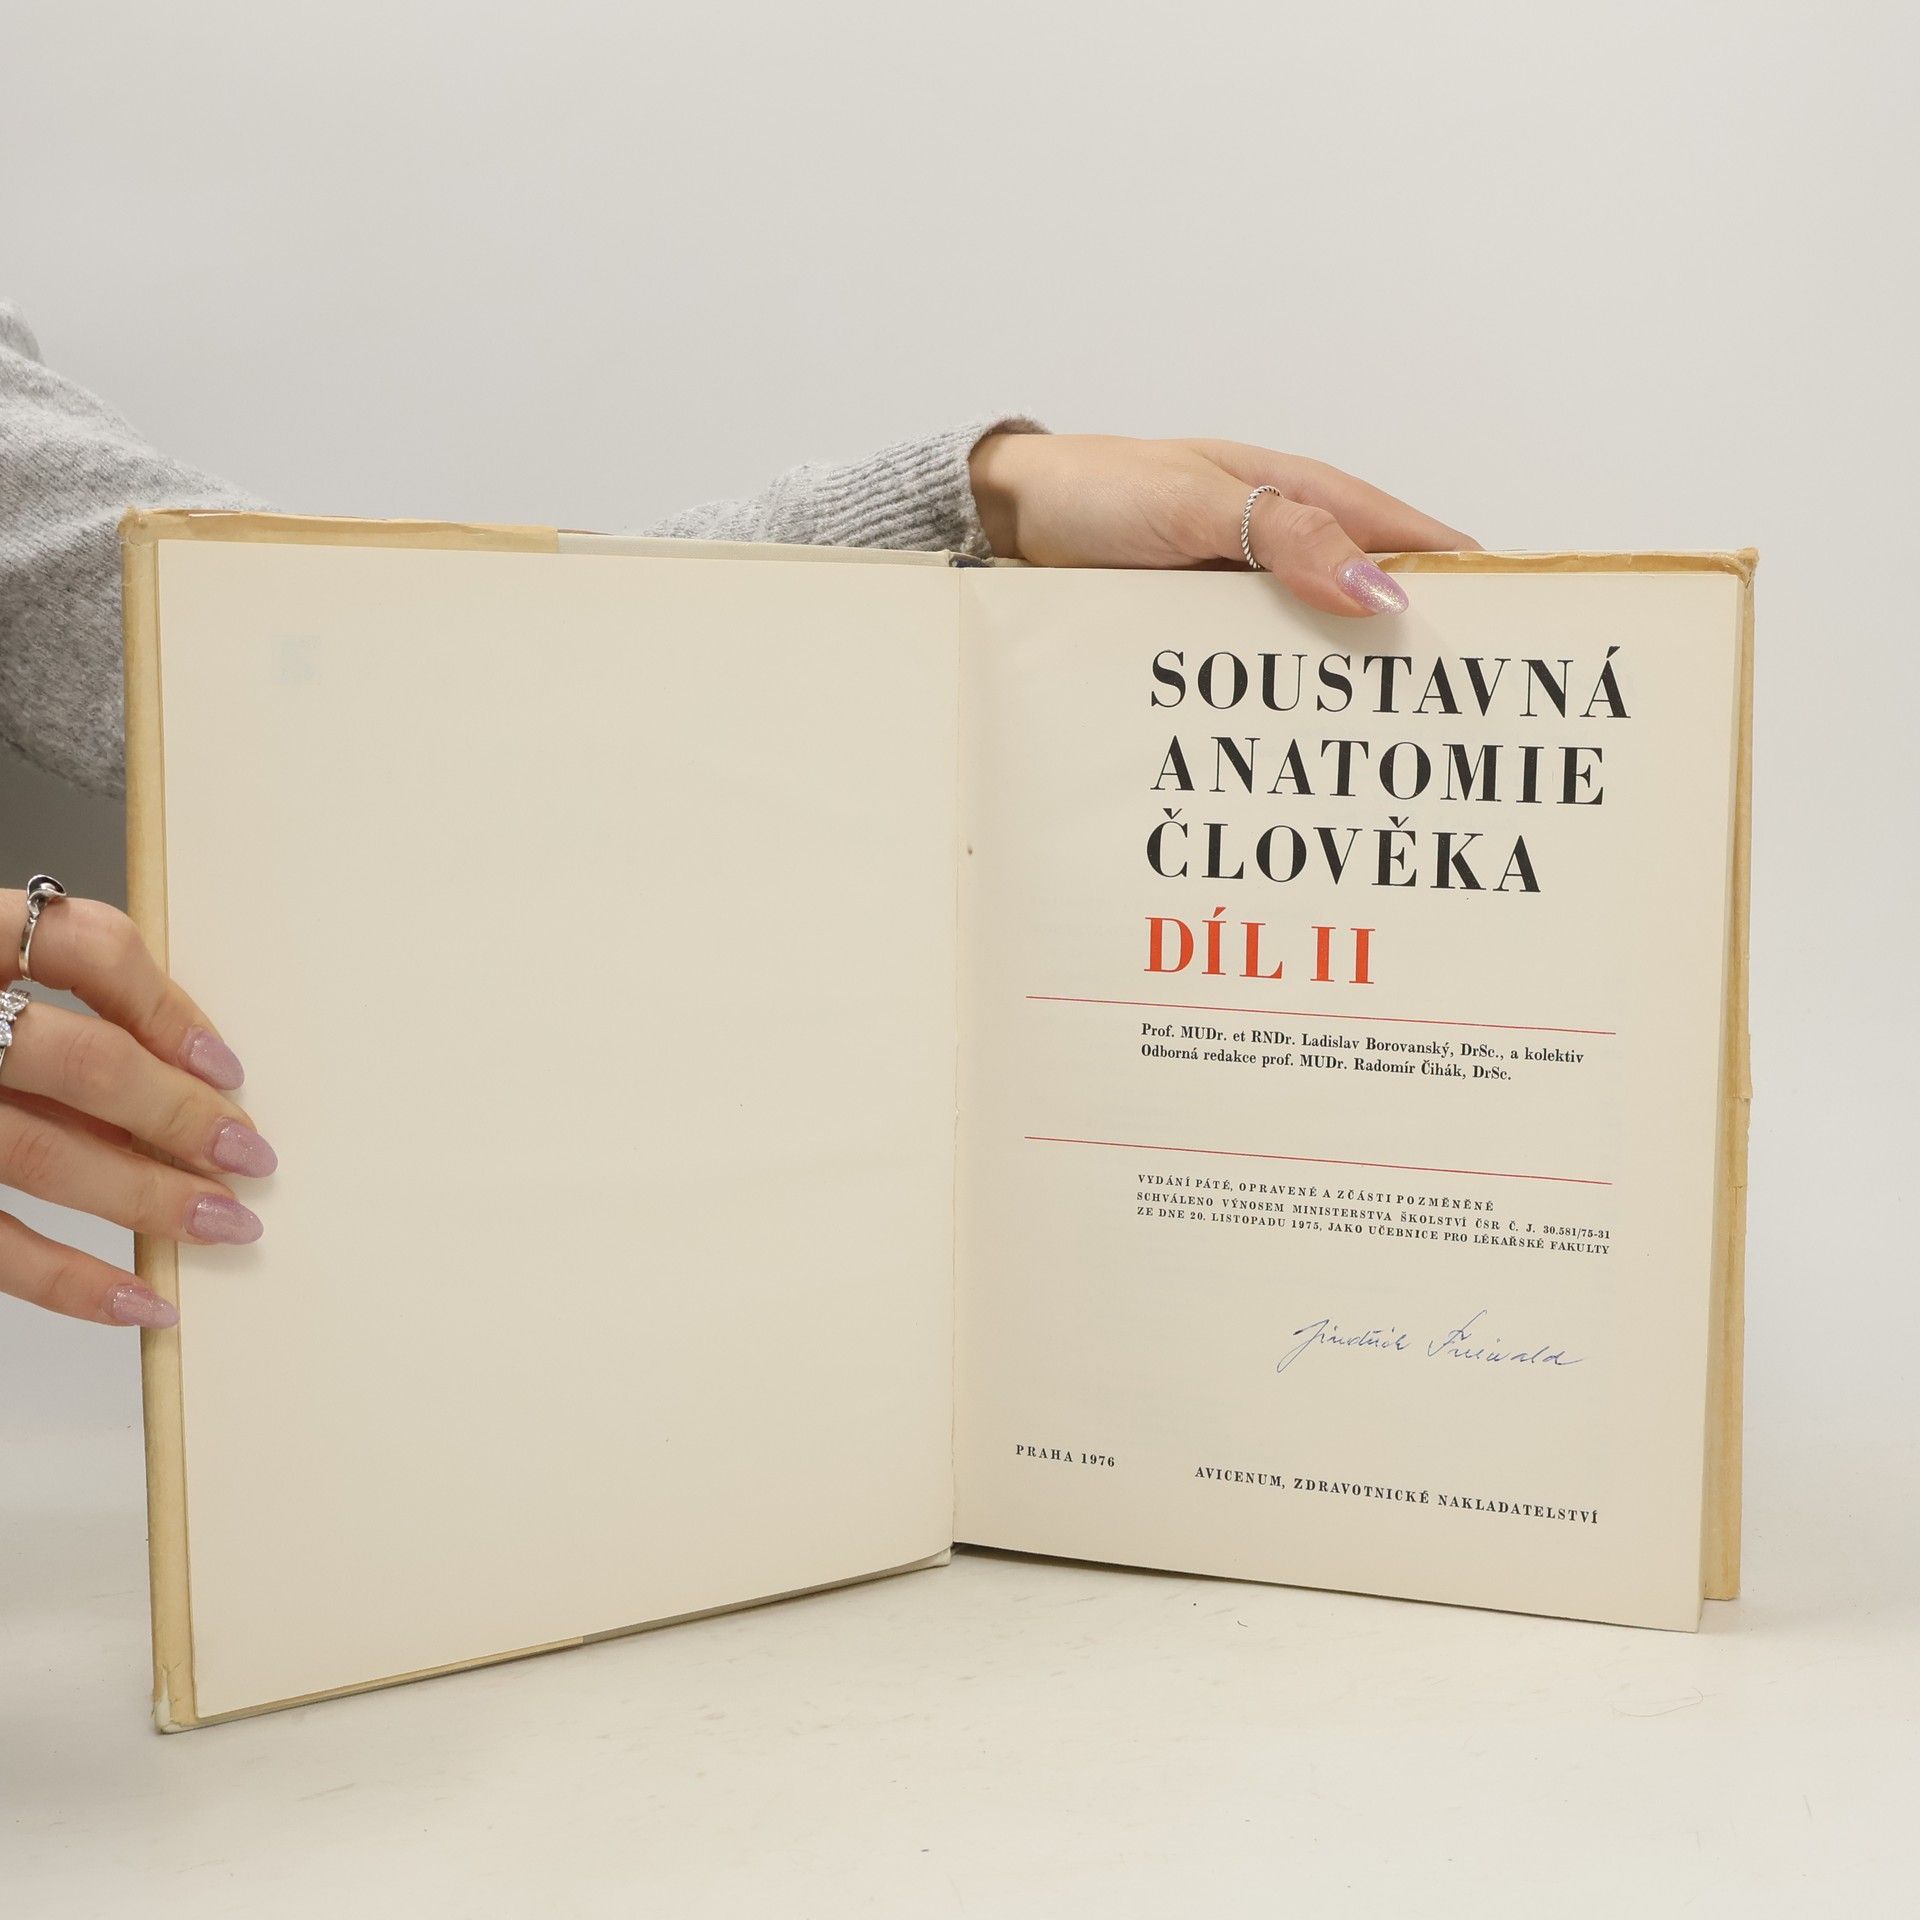 SOUSTAVNÁ
ANATOMIE
ČLOVĚKA
DÍL II
Prof. MUDr. et RNDr. Ladislav Borovanský, DrSc., a kolektiv
Odborná redakce prof. MUDr. Radomír Čihák, DrSc.
VYDÁNÍ PÁTÉ, OPRAVENÉ A ZČÁSTI POZMĚNĚNÉ
SCHVÁLENO VÝNOSEM MINISTERSTVA ŠKOLSTVÍ ČSR Č. J. 30.581/75-31
ZE DNE 20. LISTOPADU 1975, JAKO UČEBNICE PRO LÉKAŘSKÉ FAKULTY
Jindřich
PRAHA 1976
AVICENUM, ZDRAVOTNICKÉ NAKLADATELSTVÍ